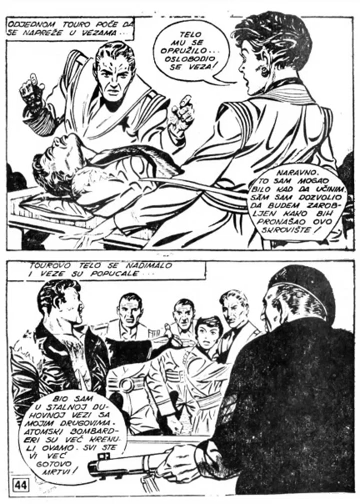 ODJEDNOM TOURO POČE DA
SE NAPREŽE U VEZAMA...
TELO
MU SE
OPRUŽILO...
OSLOBODIO
SE VEZA!
NARAVNO.
TO SAM MOGAO
BILO KAD DA UČINIM.
SÂM SAM DOZVOLIO
DA BUDEM ZAROB-
LJEN KAKO BIH
PRONAŠAO OVO
SKROVIŠTE!
TOUROVO TELO SE NADIMALO
I VEZE SU POPUCALE...
BIO SAM
U STALNOJ DU-
HOVNOJ VEZI SA
MOJIM DRUGOVIMA,
ATOMSKI BOMBARD-
ERI SU VEĆ KRENU-
LI OVAMO. SVI STE
VI VEĆ
GOTOVO
MRTVI!
44